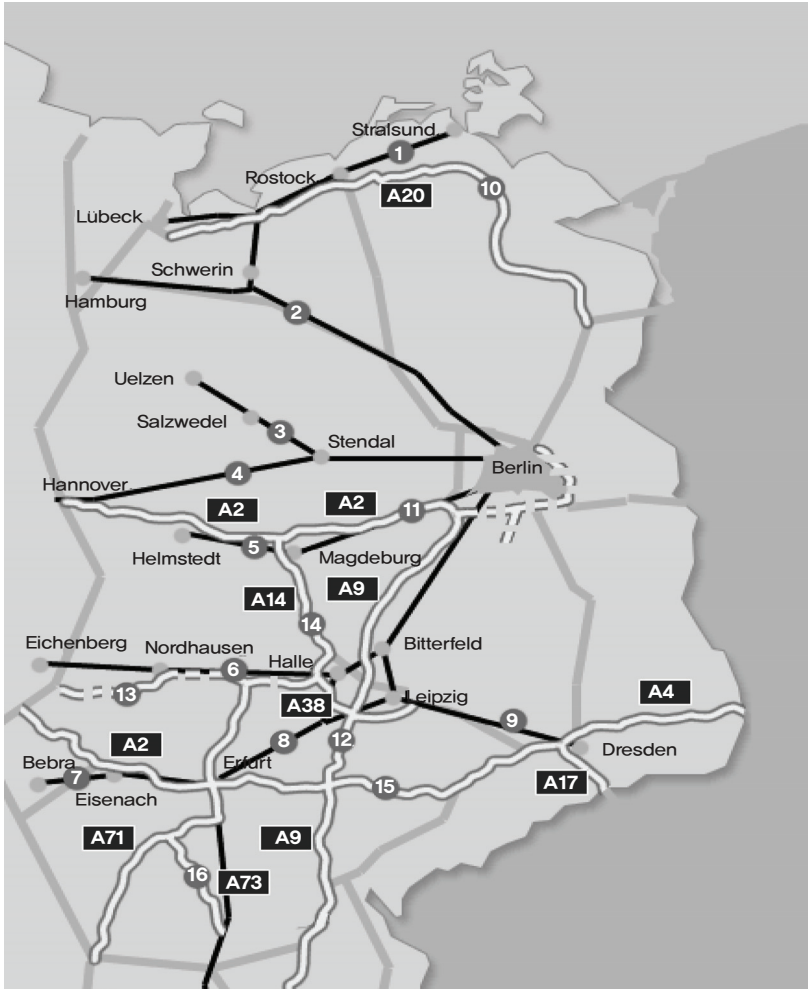 Stralsund
1
Rostock
A20
10
Lübeck
Schwerin
Hamburg
2
Uelzen
Salzwedel
3
Stendal
4
Berlin
Hannover
A2
A2
11
5
Helmstedt
Magdeburg
A9
A14
14
Eichenberg
Nordhausen
Halle
Bitterfeld
6
13
A38
Leipzig
A4
9
A2
8
12
Dresden
Bebra
7
Eisenach
Erfurt
15
A17
A71
A9
16
A73